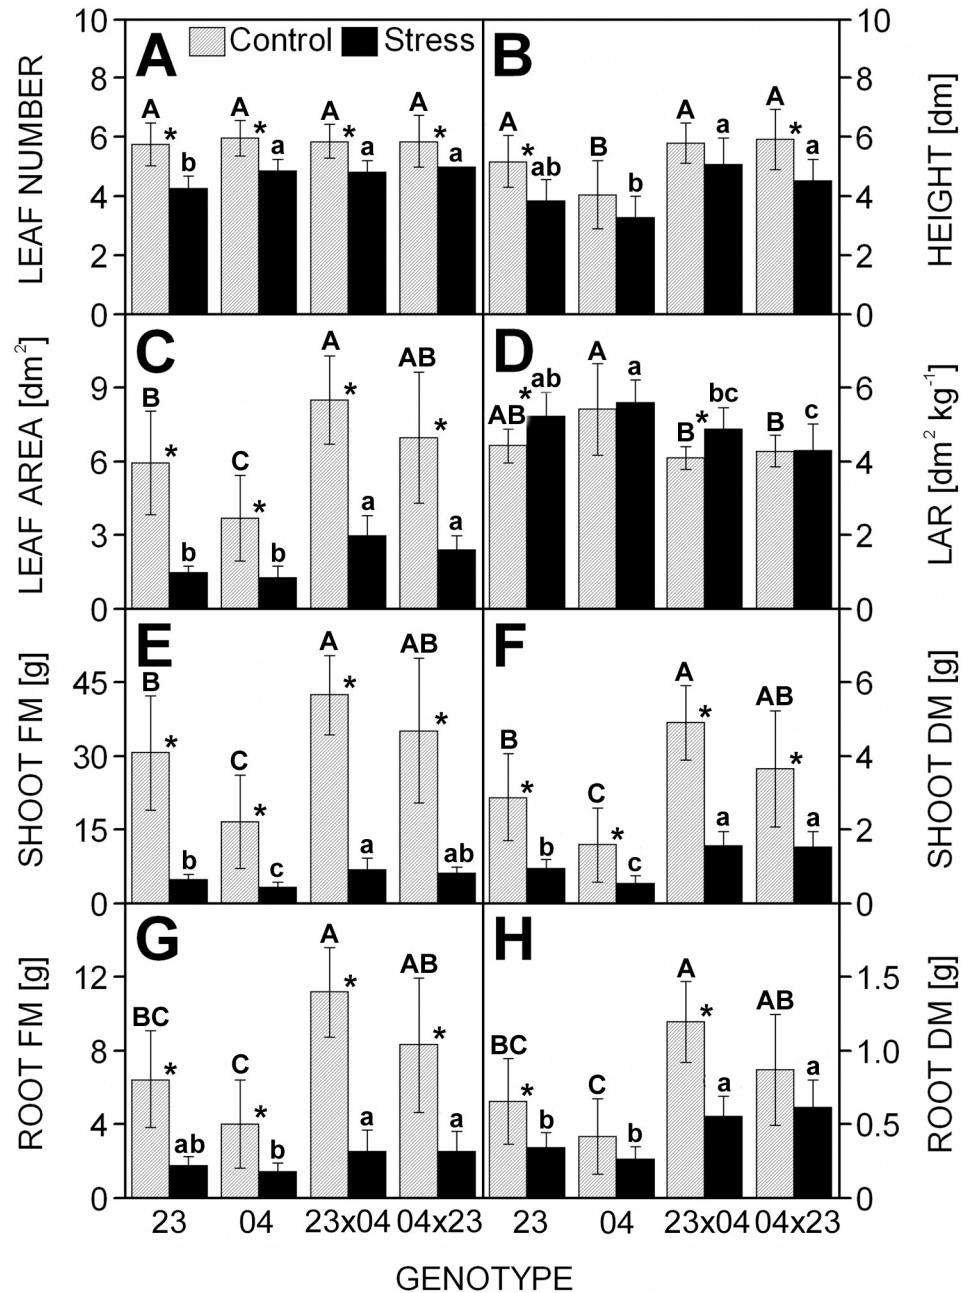 10 A Control Stress B 10
LEAF NUMBER
8 8
6 6
4 4
2 2
0 0
A * b A * a A * a A * a
A * ab B b A a A * a
HEIGHT [dm]
C D
LEAF AREA [dm²]
9 6
6 4
3 2
0 0
B * b C * b A * a AB * a
AB * ab A a B * bc B c
LAR [dm² kg⁻¹]
E F
SHOOT FM [g]
45 6
30 4
15 2
0 0
B * b C * c A * a AB * ab
B * b C * c A * a AB * a
SHOOT DM [g]
G H
ROOT FM [g]
12 1.5
8 1.0
4 0.5
0 0
BC * ab C * b A * a AB * a
BC * b C b A * a AB a
ROOT DM [g]
23 04 23x04 04x23 23 04 23x04 04x23
GENOTYPE